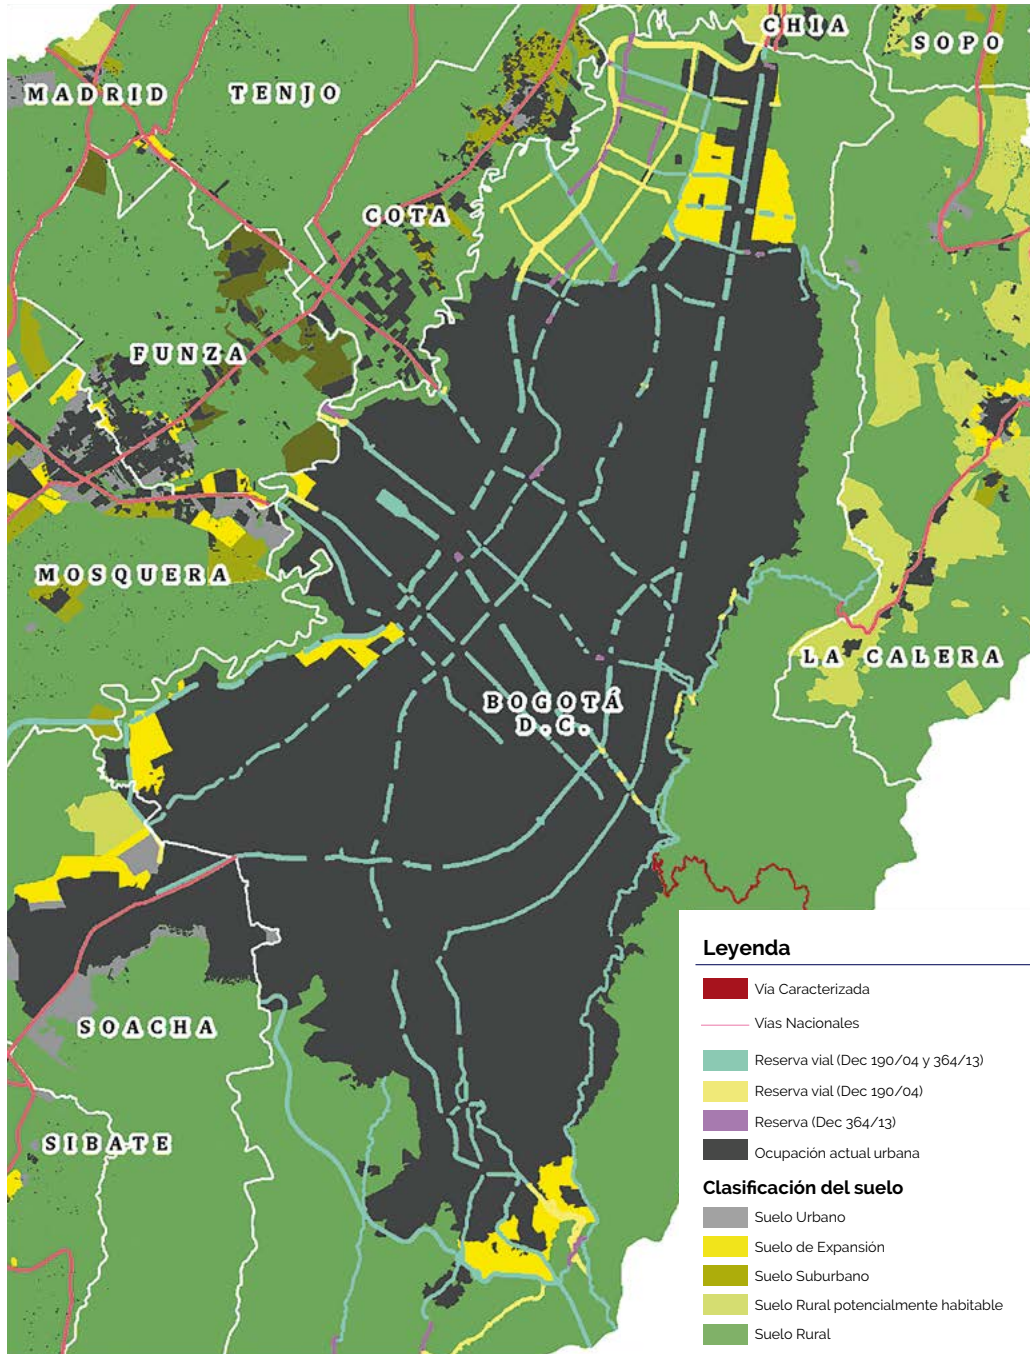 CHIA
SOPO
MADRID
TENJO
COTA
FUNZA
MOSQUERA
LA CALERA
BOGOTÁ
D.C.
SOACHA
SIBATE
Leyenda
Vía Caracterizada
Vías Nacionales
Reserva vial (Dec 190/04 y 364/13)
Reserva vial (Dec 190/04)
Reserva (Dec 364/13)
Ocupación actual urbana
Clasificación del suelo
Suelo Urbano
Suelo de Expansión
Suelo Suburbano
Suelo Rural potencialmente habitable
Suelo Rural